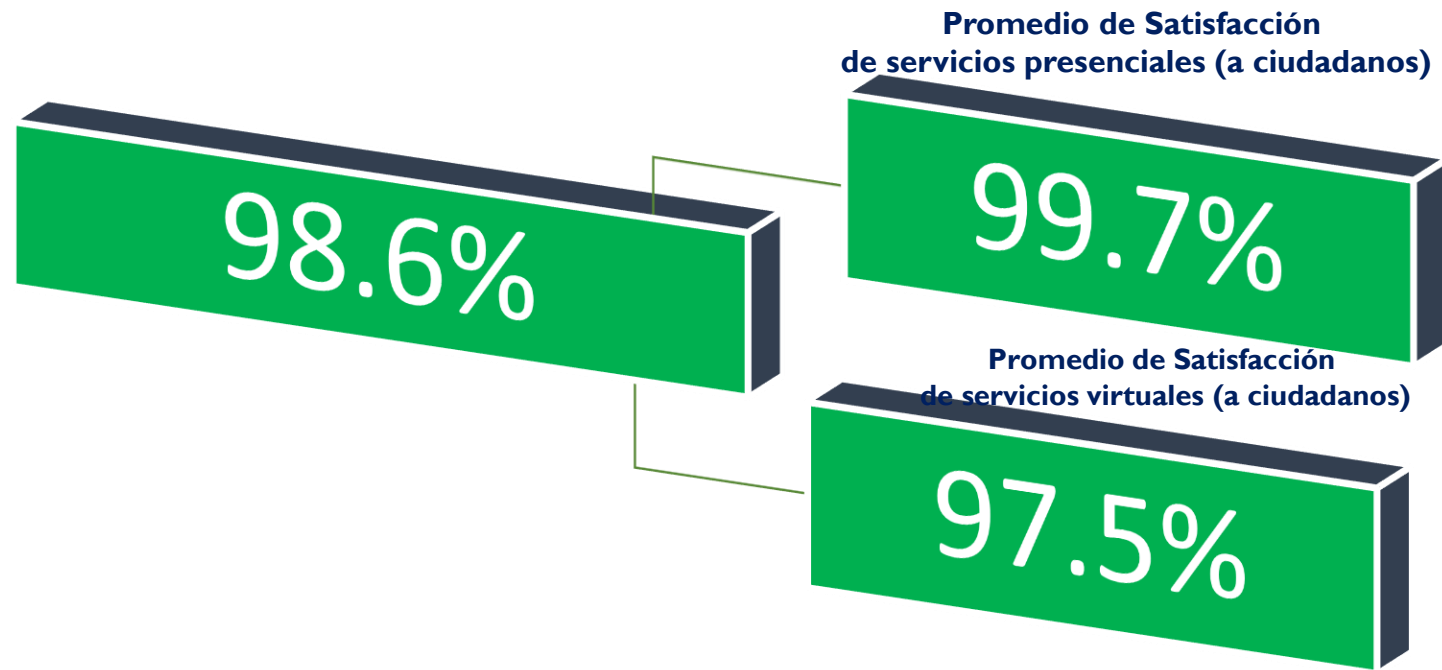 98.6%
Promedio de Satisfacción
de servicios presenciales (a ciudadanos)
99.7%
Promedio de Satisfacción
de servicios virtuales (a ciudadanos)
97.5%